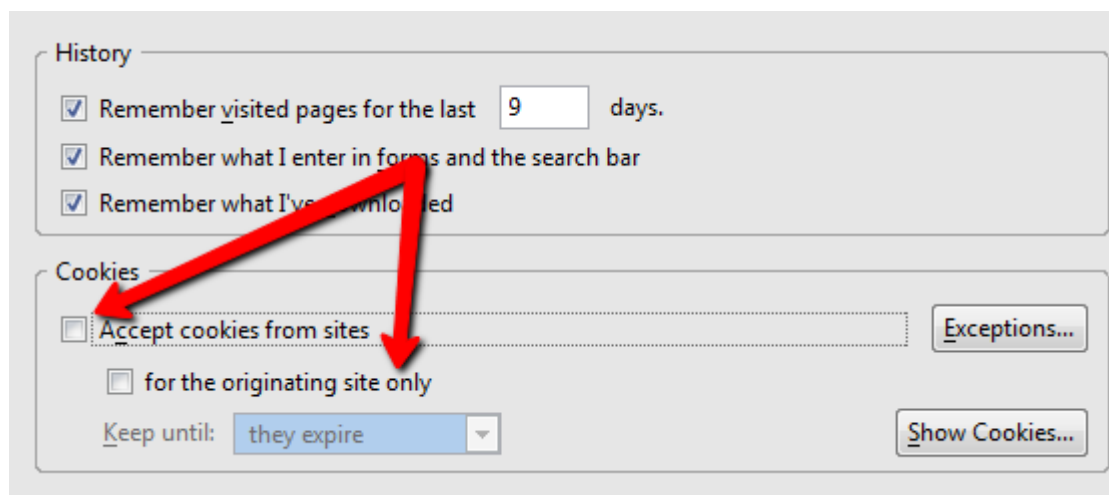 History
Remember visited pages for the last 9 days.
Remember what I enter in forms and the search bar
Remember what I've downloaded
Cookies
Accept cookies from sites Exceptions...
for the originating site only
Keep until: they expire Show Cookies...